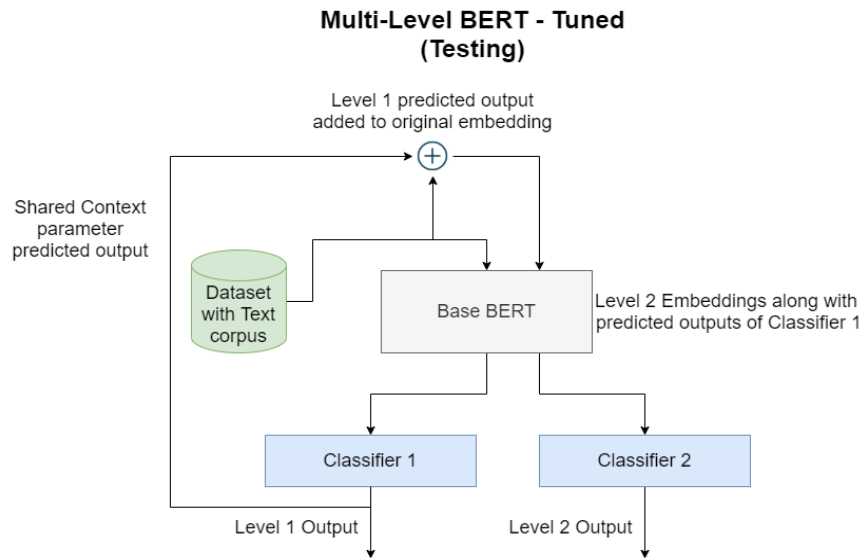 Multi-Level BERT - Tuned
(Testing)
Level 1 predicted output
added to original embedding
Shared Context
parameter
predicted output
Dataset
with Text
corpus
Base BERT
Level 2 Embeddings along with
predicted outputs of Classifier 1
Classifier 1
Classifier 2
Level 1 Output
Level 2 Output